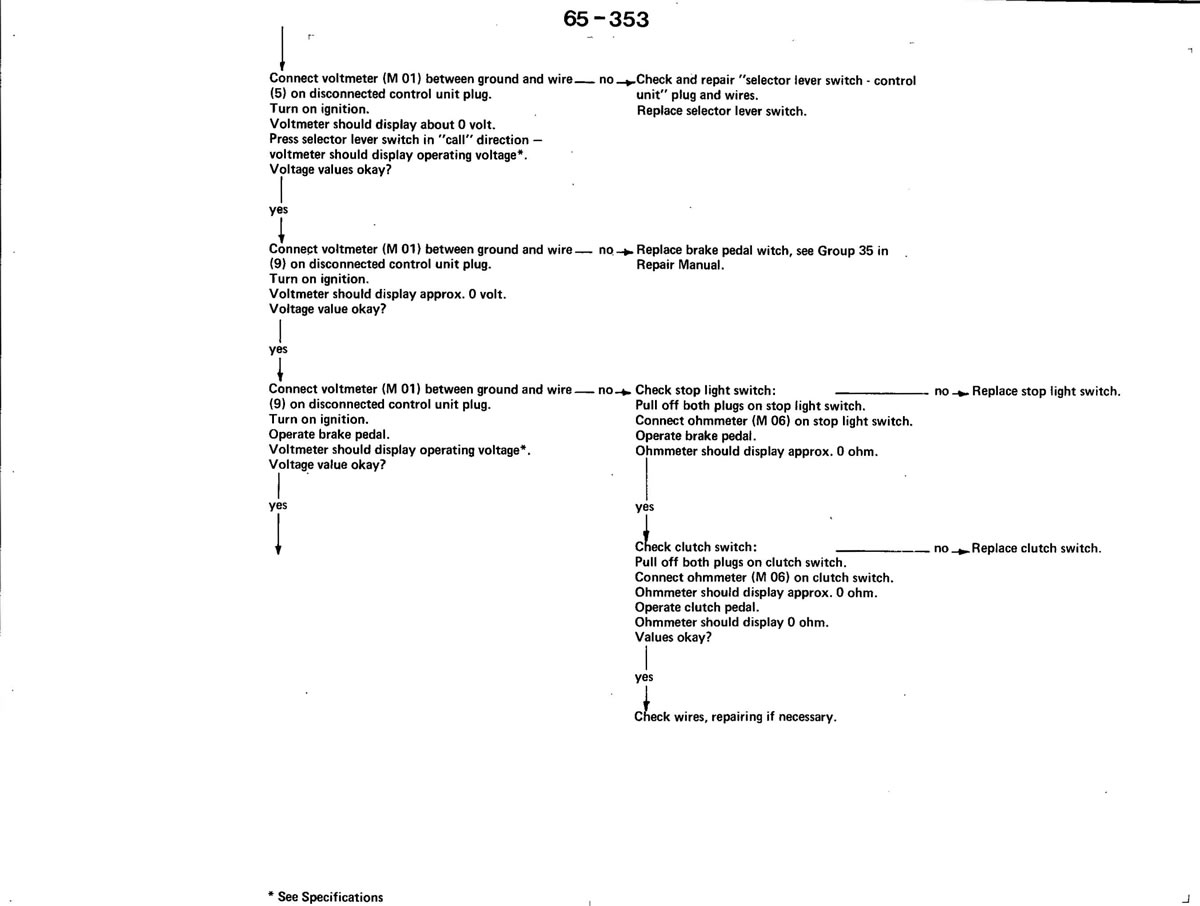 65-353
Connect voltmeter (M 01) between ground and wire — no → Check and repair "selector lever switch - control
(5) on disconnected control unit plug. unit" plug and wires.
Turn on ignition. Replace selector lever switch.
Voltmeter should display about 0 volt.
Press selector lever switch in "call" direction –
voltmeter should display operating voltage*.
Voltage values okay?
yes
Connect voltmeter (M 01) between ground and wire — no → Replace brake pedal witch, see Group 35 in
(9) on disconnected control unit plug. Repair Manual.
Turn on ignition.
Voltmeter should display approx. 0 volt.
Voltage value okay?
yes
Connect voltmeter (M 01) between ground and wire — no → Check stop light switch: — no → Replace stop light switch.
(9) on disconnected control unit plug. Pull off both plugs on stop light switch.
Turn on ignition. Connect ohmmeter (M 06) on stop light switch.
Operate brake pedal. Operate brake pedal.
Voltmeter should display operating voltage*. Ohmmeter should display approx. 0 ohm.
Voltage value okay?
yes yes
Check clutch switch: — no → Replace clutch switch.
Pull off both plugs on clutch switch.
Connect ohmmeter (M 06) on clutch switch.
Ohmmeter should display approx. 0 ohm.
Operate clutch pedal.
Ohmmeter should display 0 ohm.
Values okay?
yes
Check wires, repairing if necessary.
* See Specifications